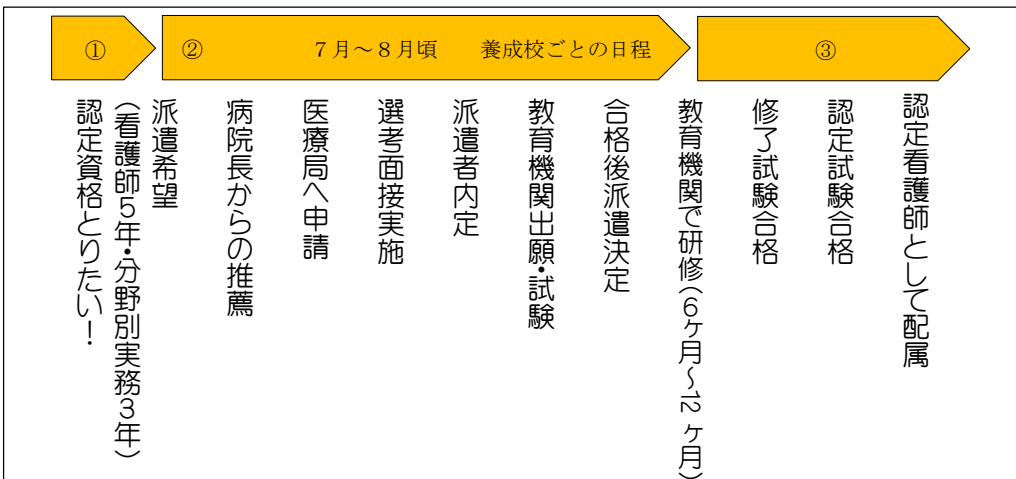 ①
②
７月～８月頃 養成校ごとの日程
③
認定資格とりたい！
（看護師５年・分野別実務３年）
派遣希望
病院長からの推薦
医療局へ申請
選考面接実施
派遣者内定
教育機関出願・試験
合格後派遣決定
教育機関で研修（６ヶ月～12 ヶ月）
修了試験合格
認定試験合格
認定看護師として配属